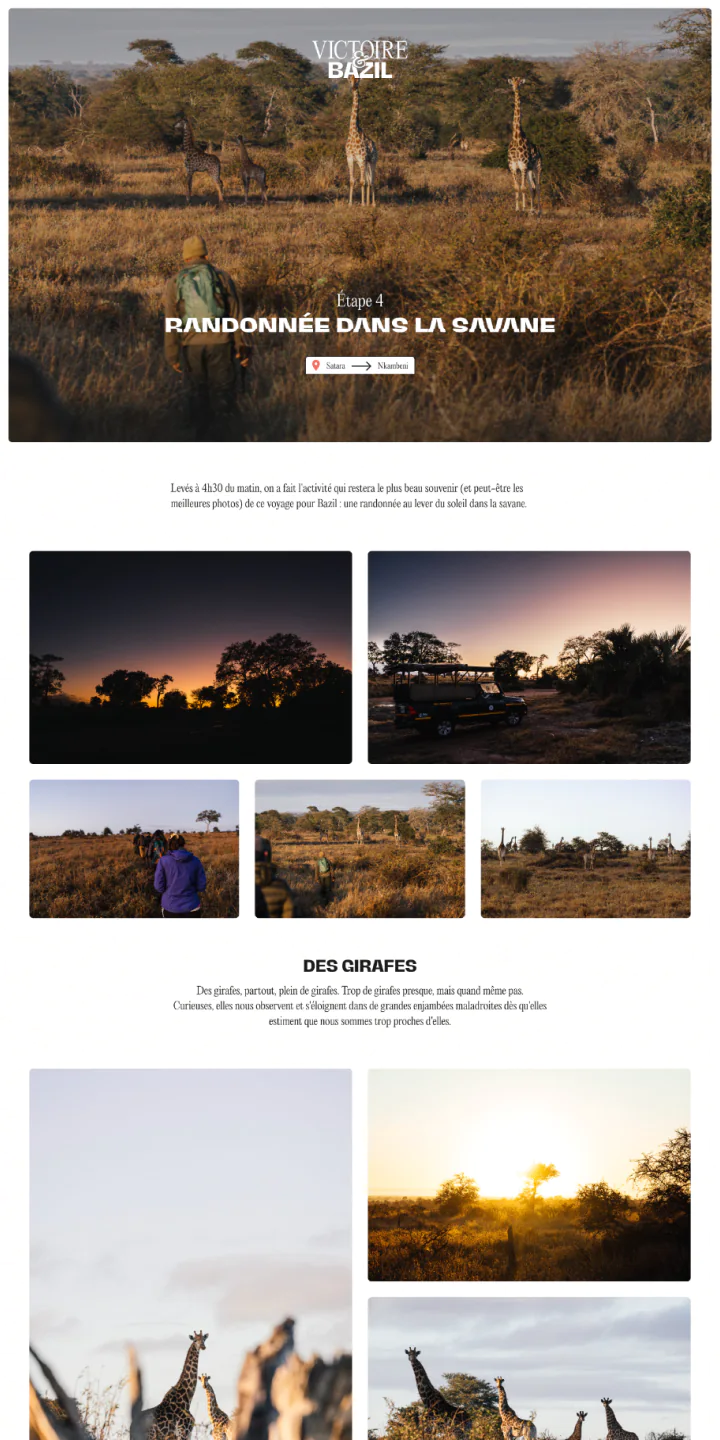 VICTOIRE
&
BAZIL
Étape 4
RANDONNÉE DANS LA SAVANE
Satara → Nkambeni
Levés à 4h30 du matin, on a fait l'activité qui restera le plus beau souvenir (et peut-être les
meilleures photos) de ce voyage pour Bazil : une randonnée au lever du soleil dans la savane.
DES GIRAFES
Des girafes, partout, plein de girafes. Trop de girafes presque, mais quand même pas.
Curieuses, elles nous observent et s'éloignent dans de grandes enjambées maladroites dès qu'elles
estiment que nous sommes trop proches d'elles.